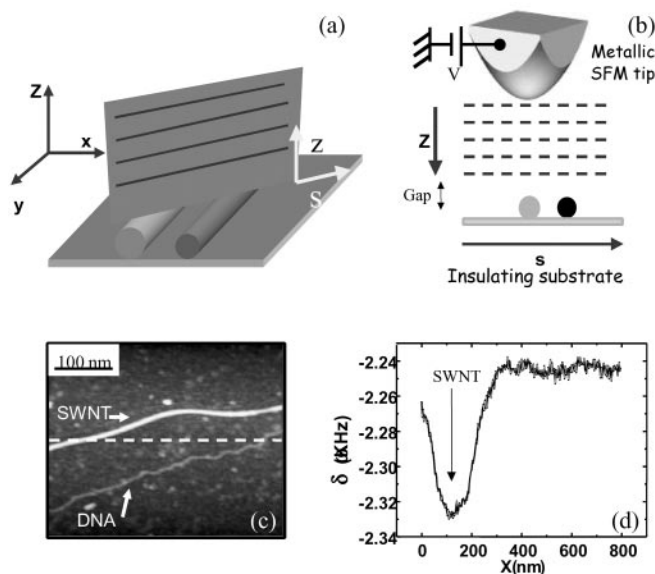 (a)
Z
x
y
Z
S
(b)
V
Metallic
SFM tip
Z
Gap
s
Insulating substrate
100 nm
SWNT
DNA
(c)
(d)
SWNT
-2.24
-2.26
-2.28
-2.30
-2.32
-2.34
0 200 400 600 800
X(nm)